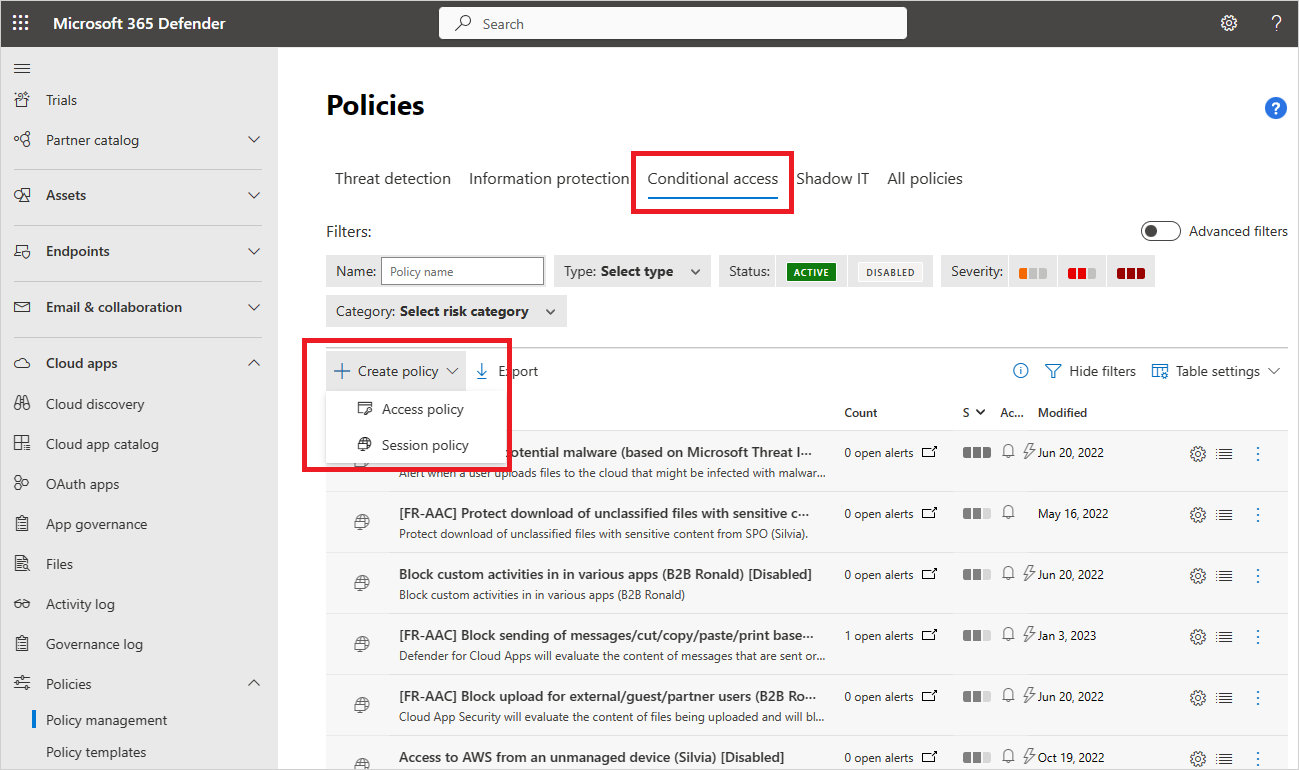 Microsoft 365 Defender
Search
?
Trials
Partner catalog
Assets
Endpoints
Email & collaboration
Cloud apps
Cloud discovery
Cloud app catalog
OAuth apps
App governance
Files
Activity log
Governance log
Policies
Policy management
Policy templates
Policies
?
Threat detection Information protection Conditional access Shadow IT All policies
Filters:
Advanced filters
Name: Policy name Type: Select type Status: ACTIVE DISABLED Severity:
Category: Select risk category
Create policy Export Hide filters Table settings
Access policy
Session policy
Count S Ac... Modified
otential malware (based on Microsoft Threat I... 0 open alerts Jun 20, 2022
Alert when a user uploads files to the cloud that might be infected with malwar...
[FR-AAC] Protect download of unclassified files with sensitive c... 0 open alerts May 16, 2022
Protect download of unclassified files with sensitive content from SPO (Silvia).
Block custom activities in in various apps (B2B Ronald) [Disabled] 0 open alerts Jun 20, 2022
Block custom activities in in various apps (B2B Ronald)
[FR-AAC] Block sending of messages/cut/copy/paste/print base... 1 open alerts Jan 3, 2023
Defender for Cloud Apps will evaluate the content of messages that are sent or...
[FR-AAC] Block upload for external/guest/partner users (B2B Ro... 0 open alerts Jun 20, 2022
Cloud App Security will evaluate the content of files being uploaded and will bl...
Access to AWS from an unmanaged device (Silvia) [Disabled] 0 open alerts Oct 19, 2022